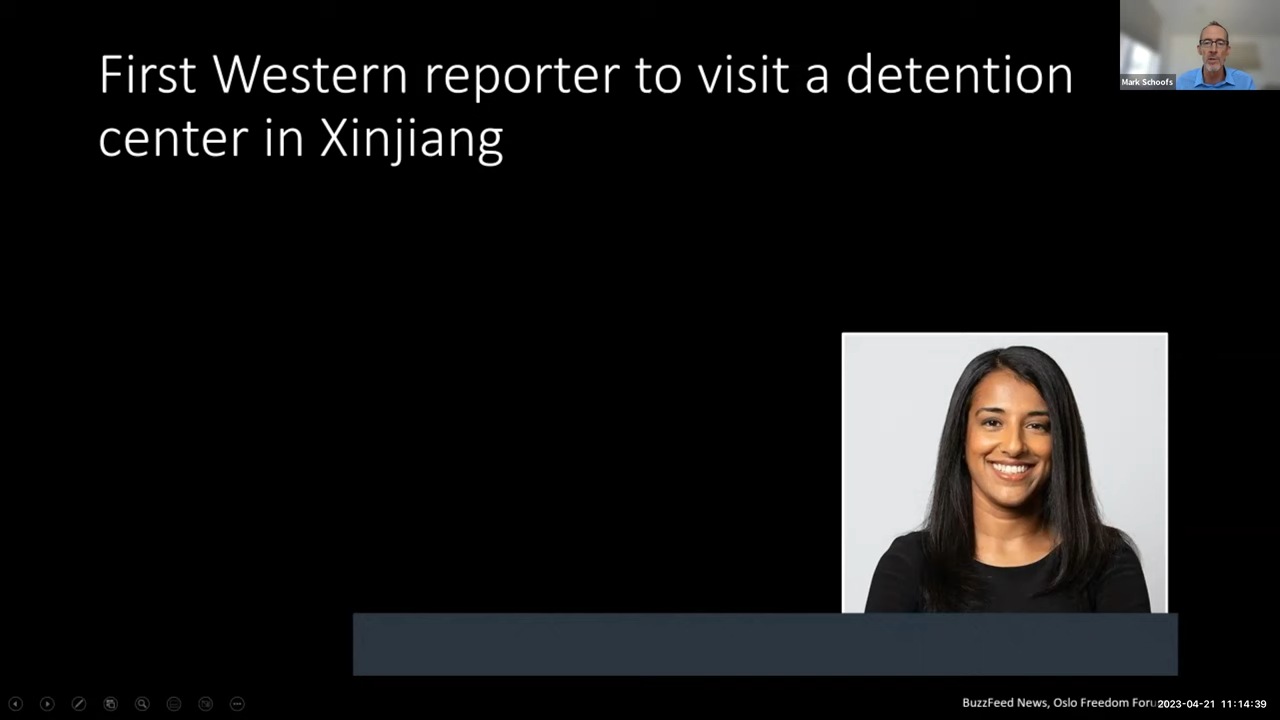 First Western reporter to visit a detention
center in Xinjiang
Mark Schoofs
BuzzFeed News, Oslo Freedom Foru
2023-04-21 11:14:39